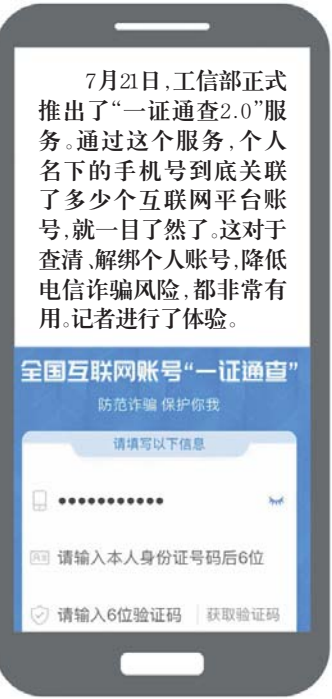 7月21日,工信部正式
推出了“一证通查2.0”服
务。通过这个服务,个人
名下的手机号到底关联
了多少个互联网平台账
号,就一目了然了。这对于
查清、解绑个人账号,降低
电信诈骗风险,都非常有
用。记者进行了体验。
全国互联网账号“一证通查”
防范诈骗 保护你我
请填写以下信息
•••••••••••
请输入本人身份证号码后6位
请输入6位验证码 获取验证码